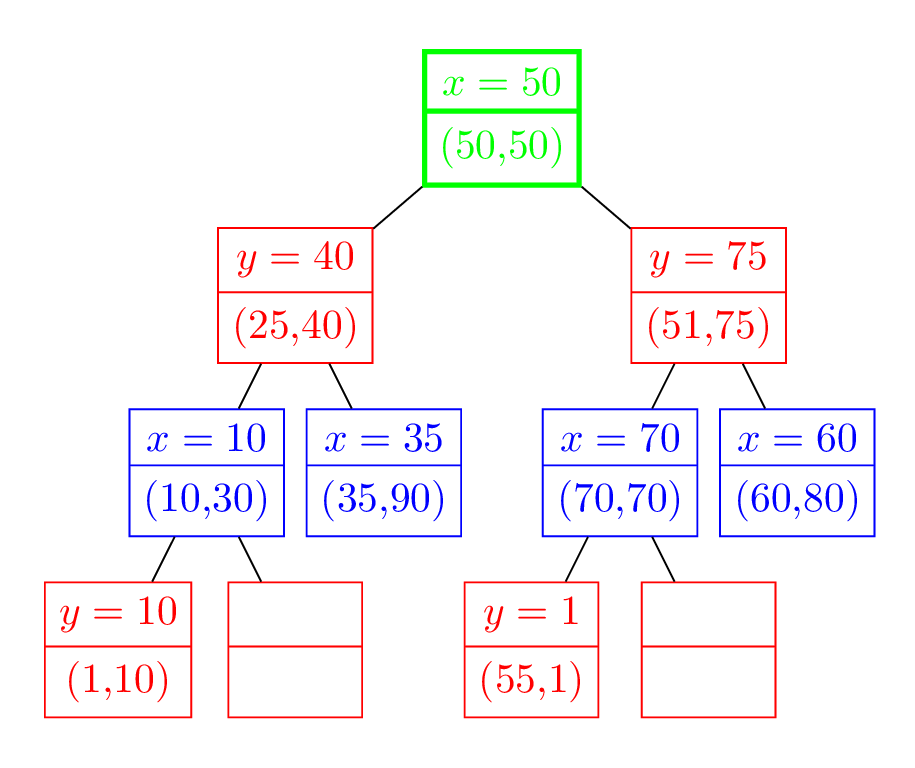 x = 50
(50,50)
y = 40
(25,40)
y = 75
(51,75)
x = 10
(10,30)
x = 35
(35,90)
x = 70
(70,70)
x = 60
(60,80)
y = 10
(1,10)
y = 1
(55,1)